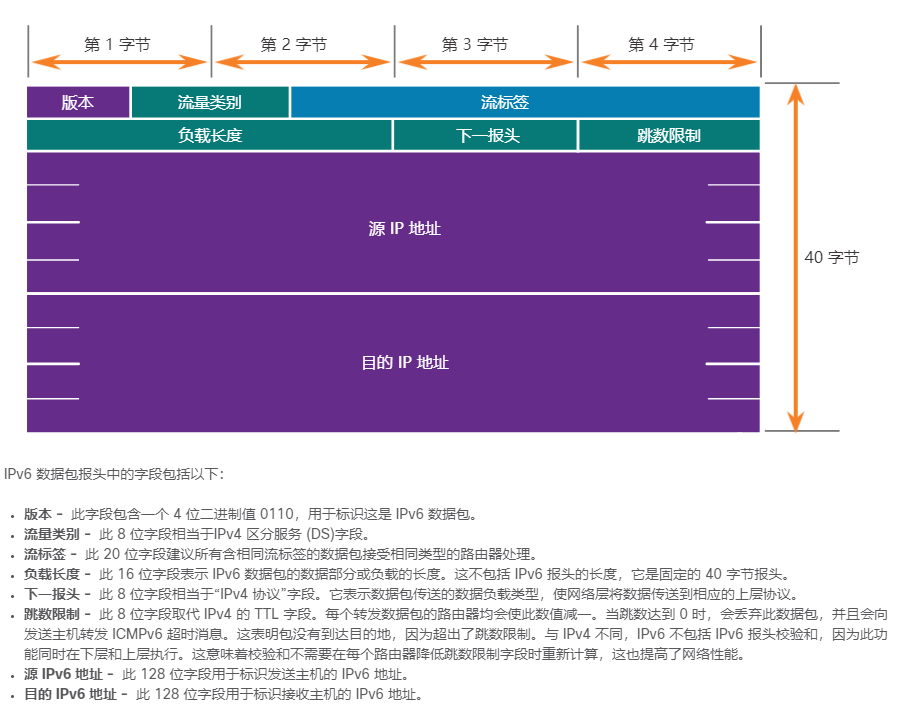 第 1 字节 第 2 字节 第 3 字节 第 4 字节
版本 流量类别 流标签
负载长度 下一报头 跳数限制
源 IP 地址
40 字节
目的 IP 地址
IPv6 数据包报头中的字段包括以下：
• 版本 - 此字段包含一个 4 位二进制值 0110，用于标识这是 IPv6 数据包。
• 流量类别 - 此 8 位字段相当于IPv4 区分服务 (DS)字段。
• 流标签 - 此 20 位字段建议所有含相同流标签的数据包接受相同类型的路由器处理。
• 负载长度 - 此 16 位字段表示 IPv6 数据包的数据部分或负载的长度。这不包括 IPv6 报头的长度，它是固定的 40 字节报头。
• 下一报头 - 此 8 位字段相当于“IPv4 协议”字段。它表示数据包传送的数据负载类型，使网络层将数据传送到相应的上层协议。
• 跳数限制 - 此 8 位字段取代 IPv4 的 TTL 字段。每个转发数据包的路由器均会使此数值减一。当跳数达到 0 时，会丢弃此数据包，并且会向
发送主机转发 ICMPv6 超时消息。这表明包没有到达目的地，因为超出了跳数限制。与 IPv4 不同，IPv6 不包括 IPv6 报头校验和，因为此功
能同时在下层和上层执行。这意味着校验和不需要在每个路由器降低跳数限制字段时重新计算，这也提高了网络性能。
• 源 IPv6 地址 - 此 128 位字段用于标识发送主机的 IPv6 地址。
• 目的 IPv6 地址 - 此 128 位字段用于标识接收主机的 IPv6 地址。